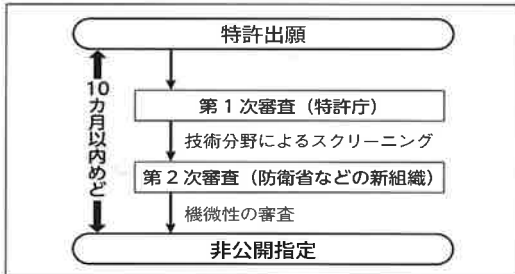 特許出願
10カ月以内めど
第1次審査（特許庁）
技術分野によるスクリーニング
第2次審査（防衛省などの新組織）
機微性の審査
非公開指定